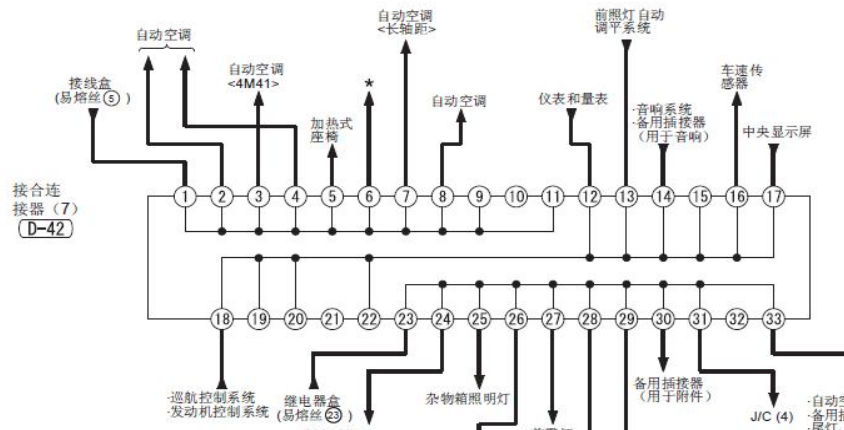 自动空调
自动空调
<长轴距>
前照灯自动
调平系统
接线盒
(易熔丝⑤)
自动空调
<4M41>
*
自动空调
仪表和量表
车速传
感器
加热式
座椅
·音响系统
·备用插接器
(用于音响)
中央显示屏
接合连
接器(7)
D-42
① ② ③ ④ ⑤ ⑥ ⑦ ⑧ ⑨ ⑩ ⑪ ⑫ ⑬ ⑭ ⑮ ⑯ ⑰
⑱ ⑲ ⑳ ㉑ ㉒ ㉓ ㉔ ㉕ ㉖ ㉗ ㉘ ㉙ ㉚ ㉛ ㉜ ㉝
·巡航控制系统
·发动机控制系统
继电器盒
(易熔丝㉓)
杂物箱照明灯
备用插接器
(用于附件)
J/C (4)
·自动空
·备用插